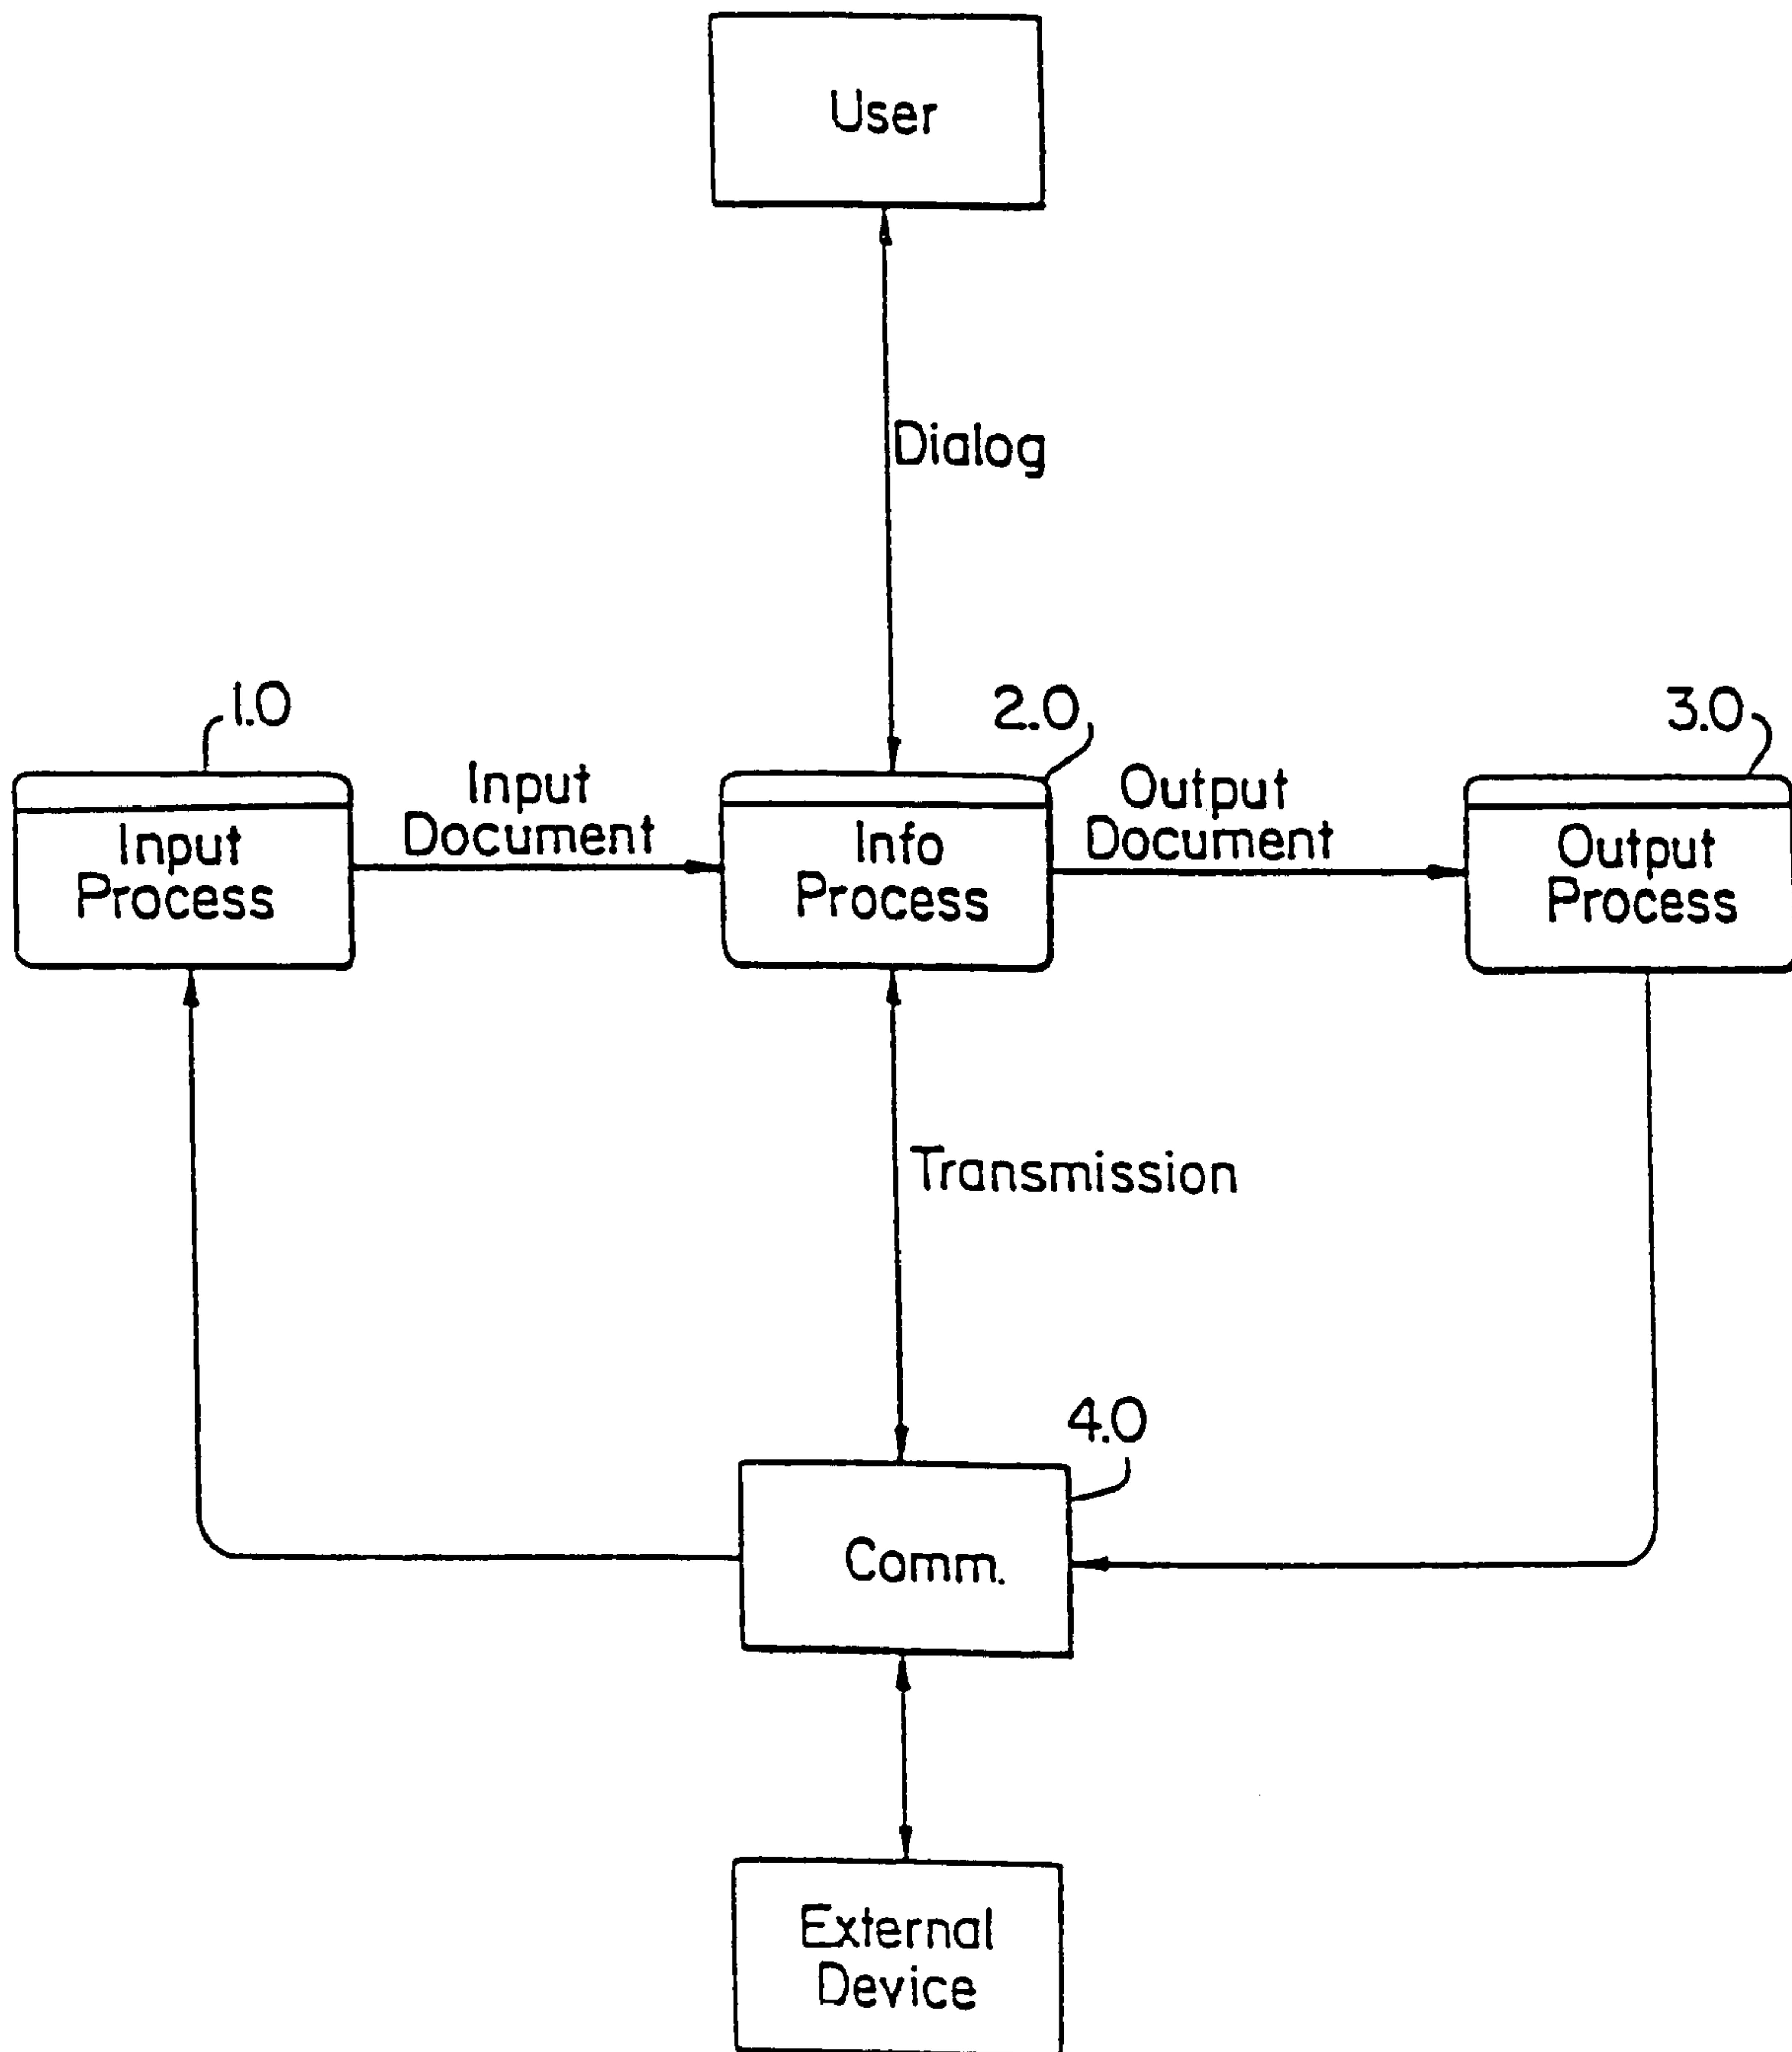 User
Dialog
1.0
2.0
3.0
Input
Document
Output
Document
Input
Process
Info
Process
Output
Process
Transmission
4.0
Comm.
External
Device